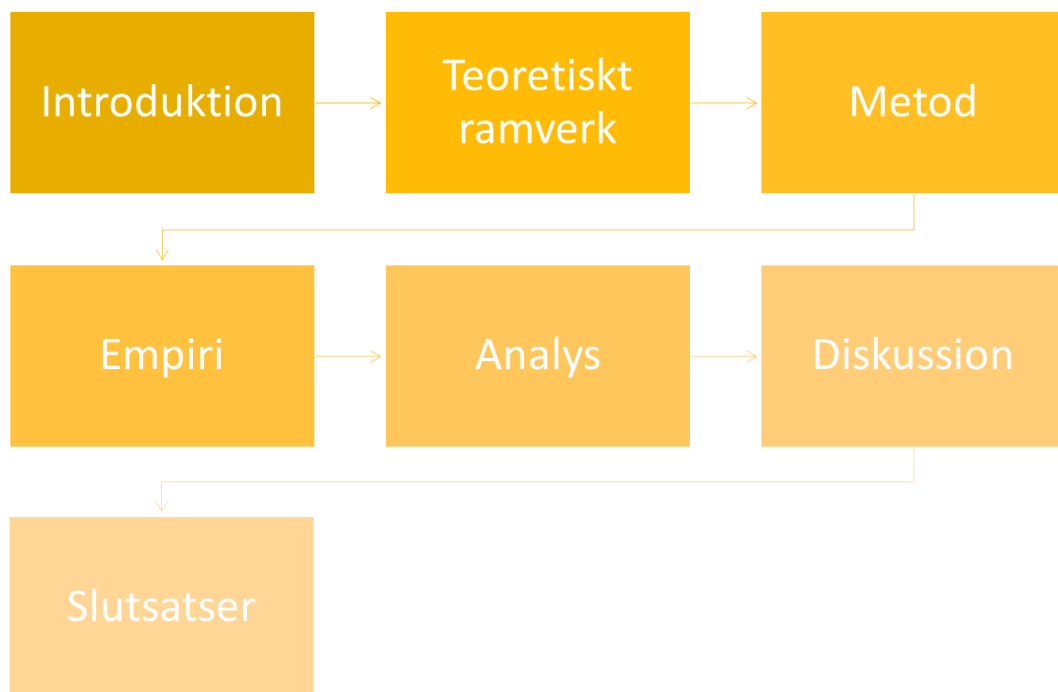 Introduktion
Teoretiskt
ramverk
Metod
Empiri
Analys
Diskussion
Slutsatser